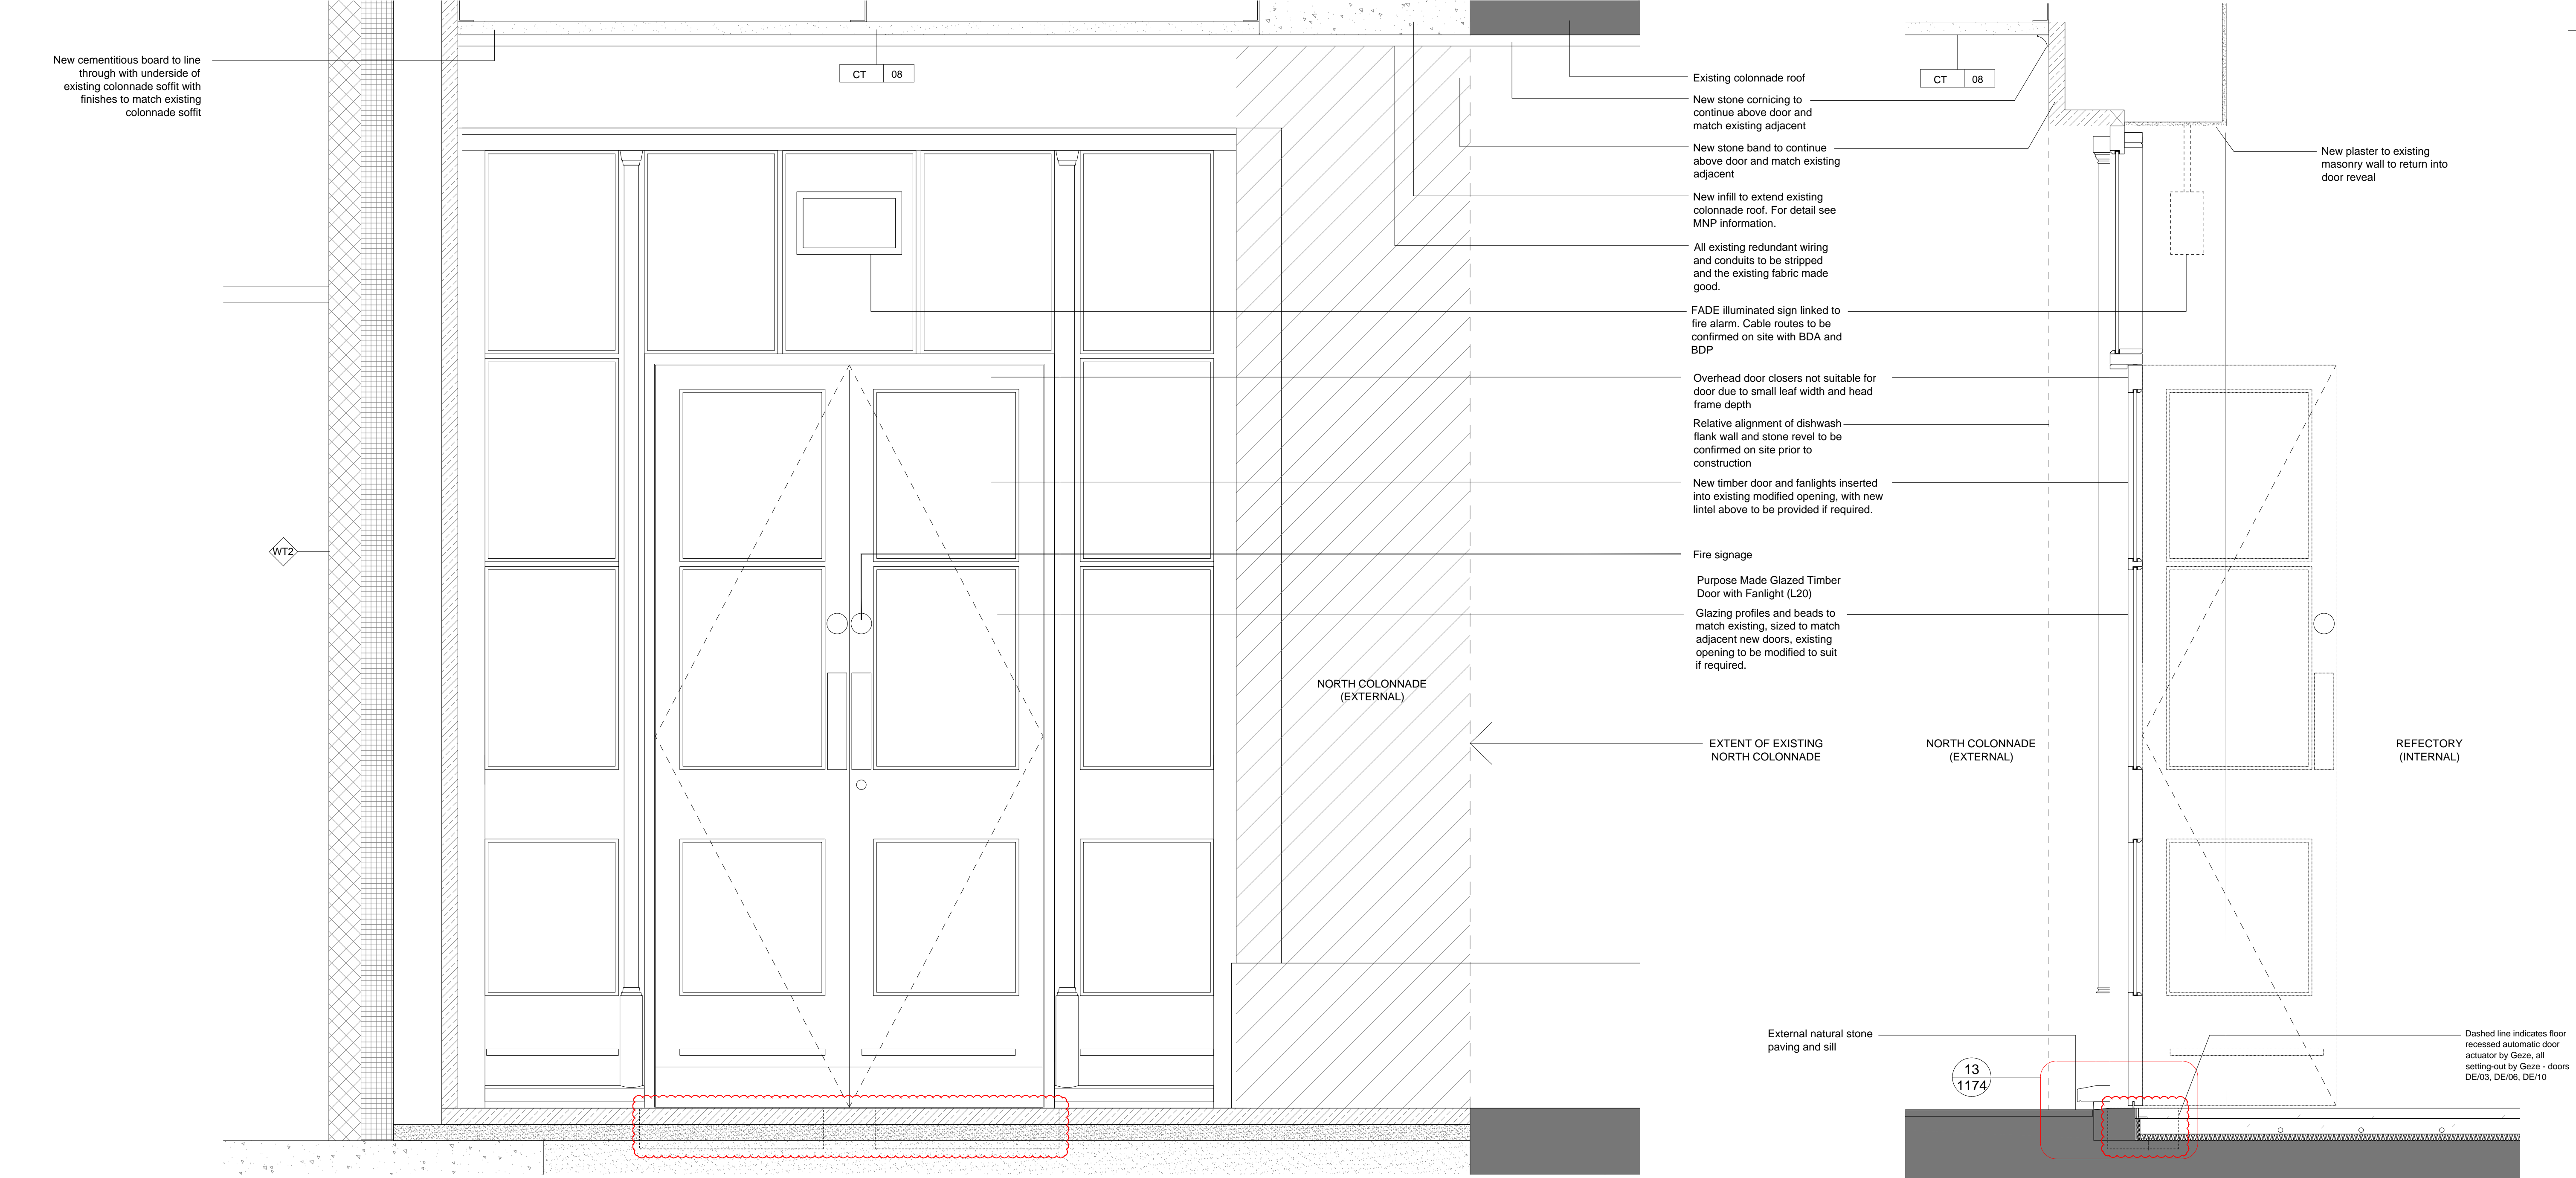 New cementitious board to line
through with underside of
existing colonnade soffit with
finishes to match existing
colonnade soffit
CT 08
WT2
NORTH COLONNADE
(EXTERNAL)
Existing colonnade roof
New stone cornicing to
continue above door and
match existing adjacent
New stone band to continue
above door and match existing
adjacent
New infill to extend existing
colonnade roof. For detail see
MNP information.
All existing redundant wiring
and conduits to be stripped
and the existing fabric made
good.
FADE illuminated sign linked to
fire alarm. Cable routes to be
confirmed on site with BDA and
BDP
Overhead door closers not suitable for
door due to small leaf width and head
frame depth
Relative alignment of dishwash
flank wall and stone revel to be
confirmed on site prior to
construction
New timber door and fanlights inserted
into existing modified opening, with new
lintel above to be provided if required.
Fire signage
Purpose Made Glazed Timber
Door with Fanlight (L20)
Glazing profiles and beads to
match existing, sized to match
adjacent new doors, existing
opening to be modified to suit
if required.
EXTENT OF EXISTING
NORTH COLONNADE
External natural stone
paving and sill
CT 08
New plaster to existing
masonry wall to return into
door reveal
NORTH COLONNADE
(EXTERNAL)
REFECTORY
(INTERNAL)
13
1174
Dashed line indicates floor
recessed automatic door
actuator by Geze, all
setting-out by Geze - doors
DE/03, DE/06, DE/10